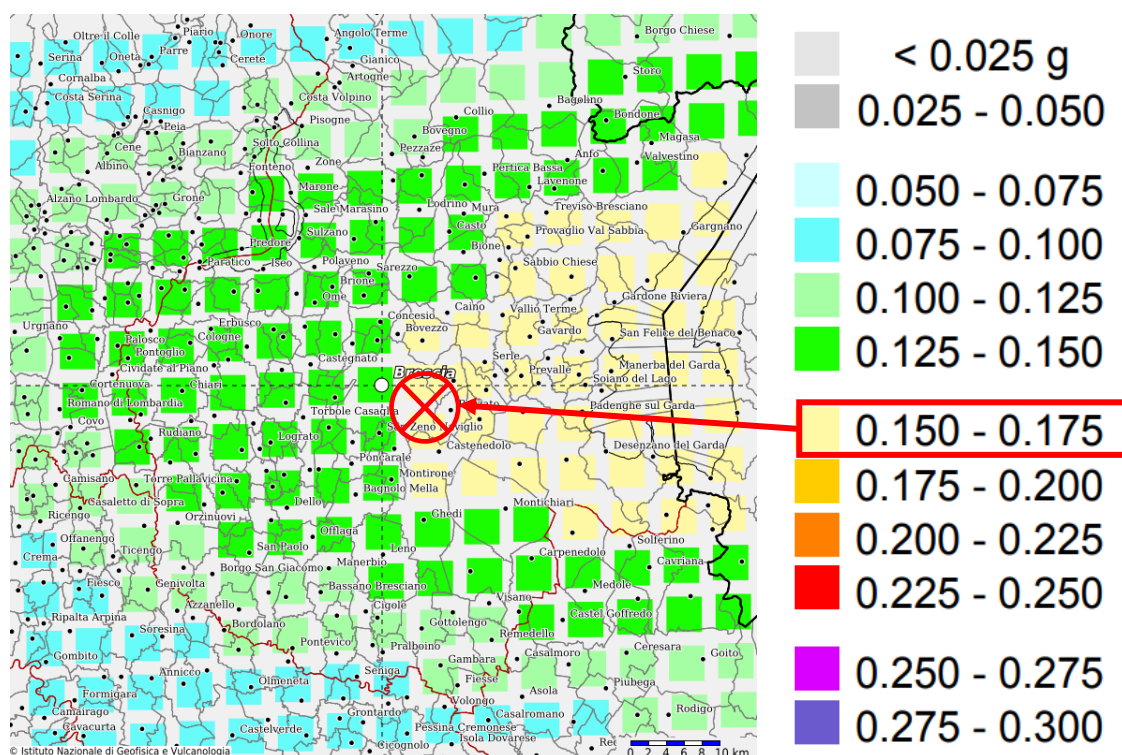 Oltre il Colle
Piario
Onore
Angolo Terme
Borgo Chiese
Serina
Oneta
Parre
Cerete
Gianico
Cornalba
Artogne
Storo
Costa Serina
Costa Volpino
Bagolino
Casnigo
Pisogne
Collio
Bondone
Peia
Bovegno
Magasa
Cene
Bianzano
Solto Collina
Pezzaze
Anfo
Valvestino
Albino
Fonteno
Zone
Pertica Bassa
Marone
Lavenone
Alzano Lombardo
Grone
Sale Marasino
Lodrino
Mura
Treviso Bresciano
Sulzano
Casto
Provaglio Val Sabbia
Gargnano
Predore
Bione
Paratico
Iseo
Polaveno
Sarezzo
Sabbio Chiese
Brione
Ome
Gardone Riviera
Urgnano
Erbusco
Concesio
Caino
Vallio Terme
Palosco
Cologne
Bovezzo
Gavardo
San Felice del Benaco
Pontoglio
Castegnato
Serle
Cividate al Piano
Brescia
Prevalle
Manerba del Garda
Cortenuova
Chiari
Soiano del Lago
Romano di Lombardia
Torbole Casaglia
Padenghe sul Garda
Covo
Rudiano
Lograto
San Zeno Naviglio
Castenedolo
Desenzano del Garda
Poncarale
Camisano
Torre Pallavicina
Montirone
Casaletto di Sopra
Dello
Bagnolo Mella
Montichiari
Ricengo
Orzinuovi
Ghedi
Offanengo
Offlaga
Solferino
Crema
Ticengo
San Paolo
Leno
Carpenedolo
Cavriana
Fiesco
Genivolta
Borgo San Giacomo
Manerbio
Medole
Azzanello
Bassano Bresciano
Visano
Ripalta Arpina
Bordolano
Cigole
Castel Goffredo
Soresina
Gottolengo
Remedello
Gombito
Pontevico
Pralboino
Casalmoro
Ceresara
Goito
Annicco
Seniga
Gambara
Formigara
Olmeneta
Fiesse
Asola
Piubega
Camairago
Volongo
Rodigo
Cavacurta
Castelverde
Grontardo
Pessina Cremonese
Casalromano
Cicognolo
Isola Dovarese
© Istituto Nazionale di Geofisica e Vulcanologia
0 2 4 6 8 10 km
< 0.025 g
0.025 - 0.050
0.050 - 0.075
0.075 - 0.100
0.100 - 0.125
0.125 - 0.150
0.150 - 0.175
0.175 - 0.200
0.200 - 0.225
0.225 - 0.250
0.250 - 0.275
0.275 - 0.300